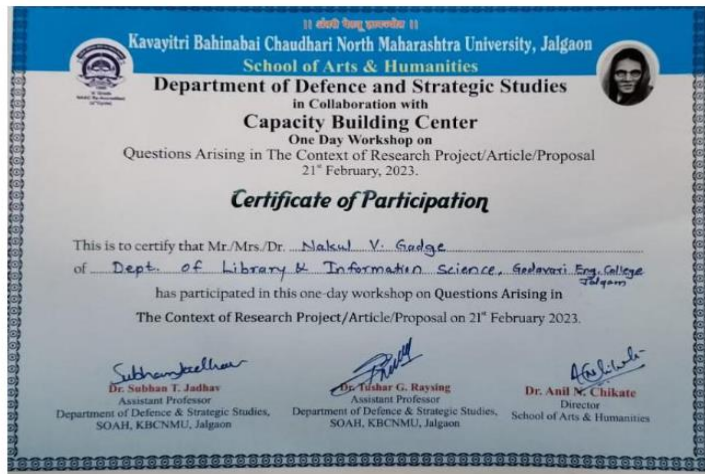 Kavayitri Bahinabai Chaudhari North Maharashtra University, Jalgaon
School of Arts & Humanities
Department of Defence and Strategic Studies
in Collaboration with
Capacity Building Center
One Day Workshop on
Questions Arising in The Context of Research Project/Article/Proposal
21st February, 2023.
Certificate of Participation
This is to certify that Mr./Mrs./Dr. Nakul V. Gadge
of Dept. of Library & Information Science, Godavari Eng. College
Jalgaon
has participated in this one-day workshop on Questions Arising in
The Context of Research Project/Article/Proposal on 21st February 2023.
Dr. Subhan T. Jadhav
Assistant Professor
Department of Defence & Strategic Studies,
SOAH, KBCNMU, Jalgaon
Dr. Tushar G. Raysing
Assistant Professor
Department of Defence & Strategic Studies,
SOAH, KBCNMU, Jalgaon
Dr. Anil N. Chikate
Director
School of Arts & Humanities